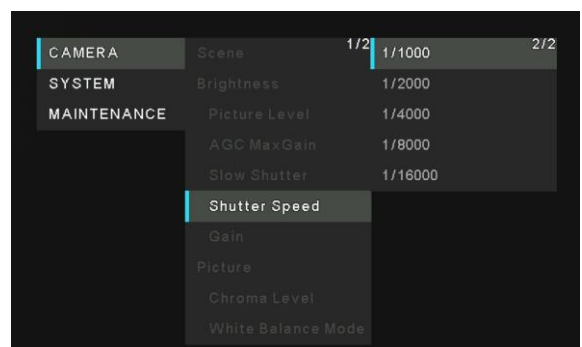 CAMERA
SYSTEM
MAINTENANCE
Scene 1/2
Brightness
Picture Level
AGC MaxGain
Slow Shutter
Shutter Speed
Gain
Picture
Chroma Level
White Balance Mode
1/1000 2/2
1/2000
1/4000
1/8000
1/16000